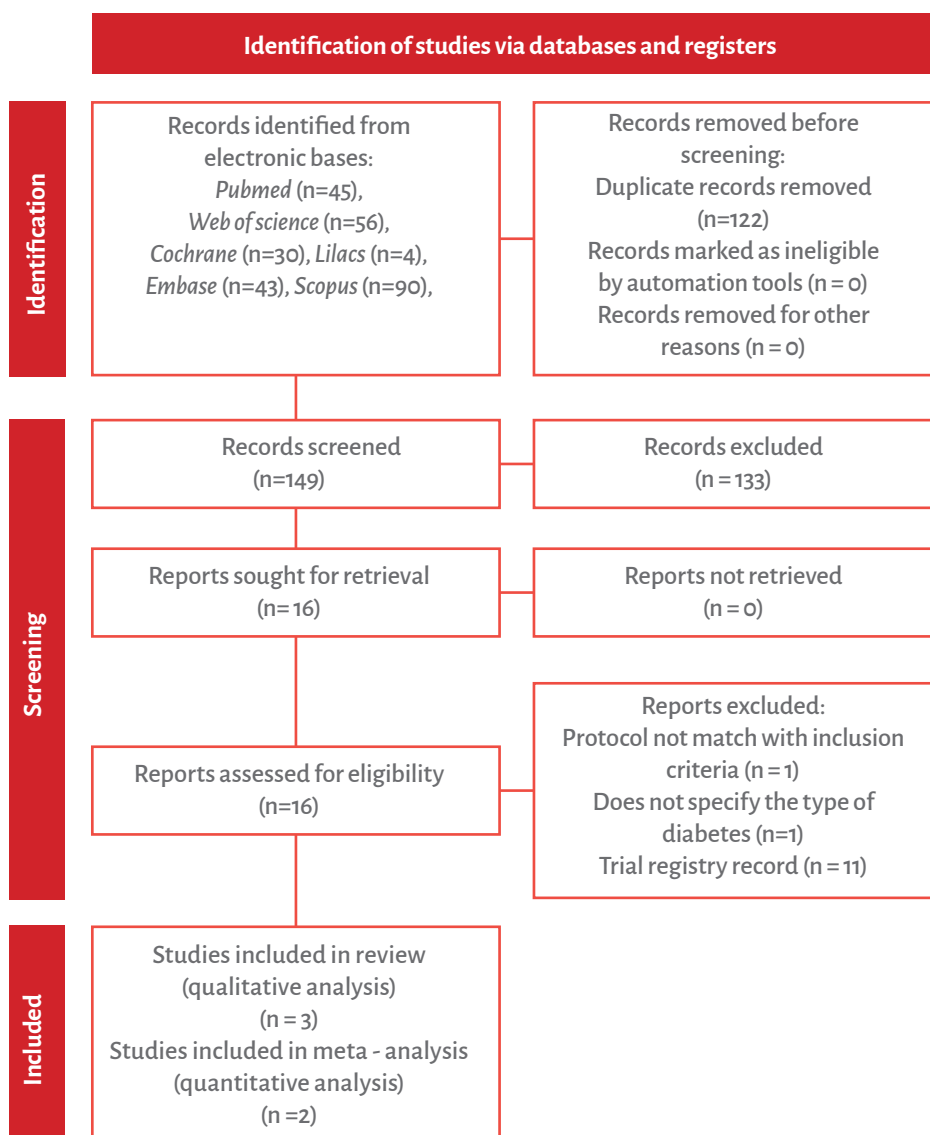 Identification of studies via databases and registers
Identification
Records identified from
electronic bases:
Pubmed (n=45),
Web of science (n=56),
Cochrane (n=30), Lilacs (n=4),
Embase (n=43), Scopus (n=90),
Records removed before
screening:
Duplicate records removed
(n=122)
Records marked as ineligible
by automation tools (n = 0)
Records removed for other
reasons (n = 0)
Screening
Records screened
(n=149)
Records excluded
(n = 133)
Reports sought for retrieval
(n= 16)
Reports not retrieved
(n = 0)
Reports assessed for eligibility
(n=16)
Reports excluded:
Protocol not match with inclusion
criteria (n = 1)
Does not specify the type of
diabetes (n=1)
Trial registry record (n = 11)
Included
Studies included in review
(qualitative analysis)
(n = 3)
Studies included in meta - analysis
(quantitative analysis)
(n =2)